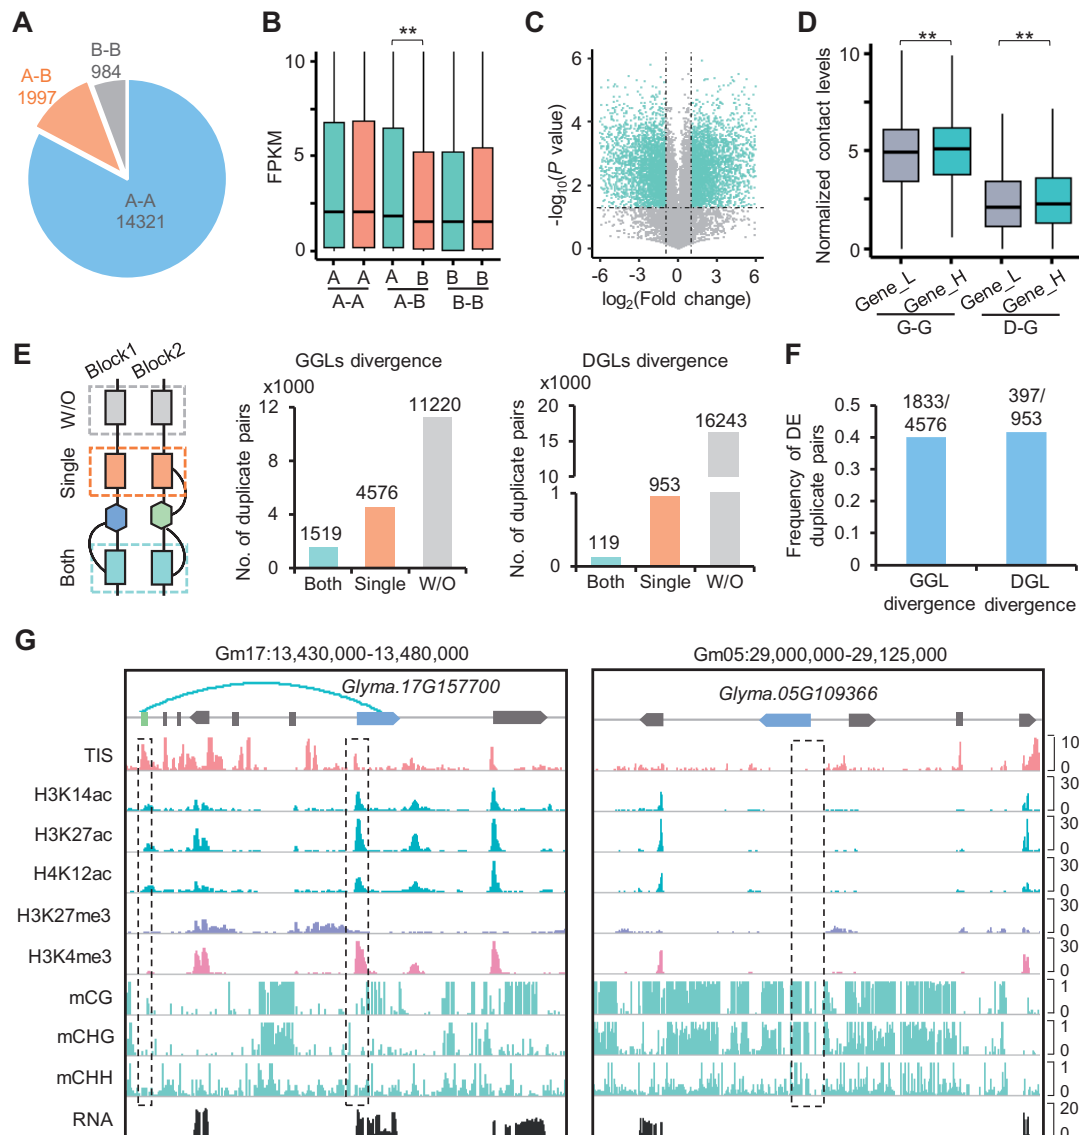 A
B-B
984
A-B
1997
A-A
14321
B
**
FPKM
10
5
0
A A A B B B
A-A A-B B-B
C
-log10(P value)
6
4
2
0
-6 -3 0 3 6
log2(Fold change)
D
** **
Normalized contact levels
10
5
0
Gene_L Gene_H Gene_L Gene_H
G-G D-G
E
Block1 Block2
W/O
Single
Both
GGLs divergence
x1000
No. of duplicate pairs
12
8
4
0
1519
4576
11220
Both Single W/O
DGLs divergence
x1000
No. of duplicate pairs
20
15
10
1
0
119
953
16243
Both Single W/O
F
Frequency of DE
duplicate pairs
0.5
0.4
0.3
0.2
0.1
0
1833/
4576
397/
953
GGL
divergence
DGL
divergence
G
Gm17:13,430,000-13,480,000
Gm05:29,000,000-29,125,000
Glyma.17G157700
Glyma.05G109366
TIS
10
0
H3K14ac
30
0
H3K27ac
30
0
H4K12ac
30
0
H3K27me3
30
0
H3K4me3
30
0
mCG
1
0
mCHG
1
0
mCHH
1
0
RNA
20
0